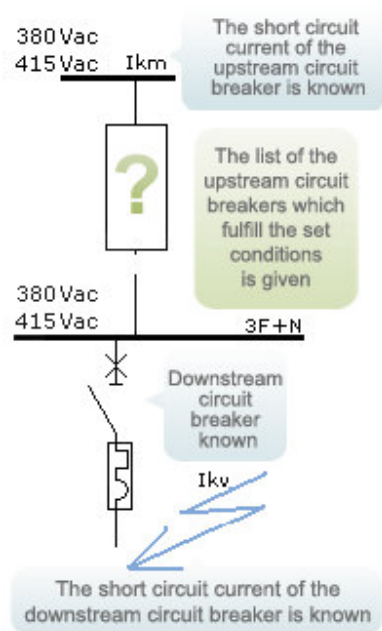 380 Vac
415 Vac Ikm
The short circuit
current of the
upstream circuit
breaker is known
?
The list of the
upstream circuit
breakers which
fulfill the set
conditions
is given
380 Vac
415 Vac
3F+N
Downstream
circuit
breaker
known
Ikv
The short circuit current of the
downstream circuit breaker is known